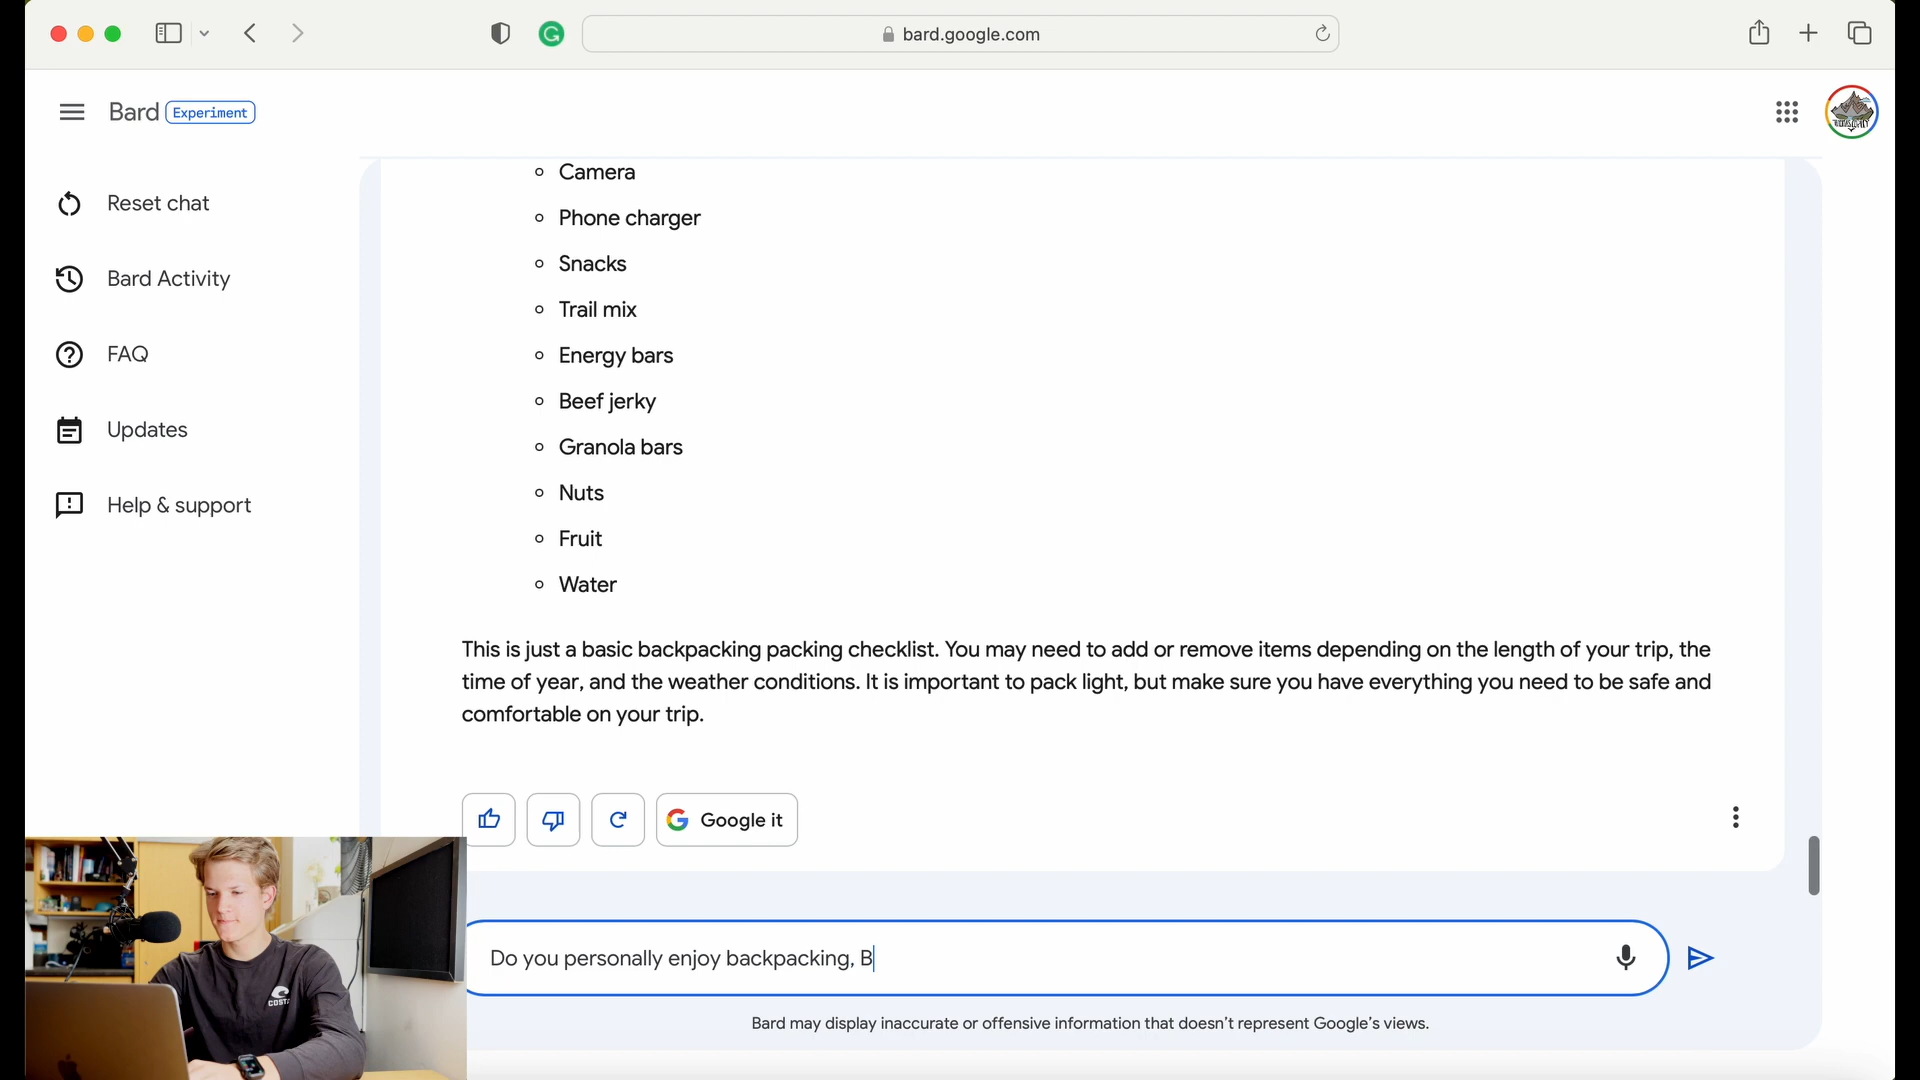 bard.google.com
Bard Experiment
Reset chat
Bard Activity
FAQ
Updates
Help & support
Camera
Phone charger
Snacks
Trail mix
Energy bars
Beef jerky
Granola bars
Nuts
Fruit
Water
This is just a basic backpacking packing checklist. You may need to add or remove items depending on the length of your trip, the
time of year, and the weather conditions. It is important to pack light, but make sure you have everything you need to be safe and
comfortable on your trip.
Google it
COSTA
Do you personally enjoy backpacking, B
Bard may display inaccurate or offensive information that doesn't represent Google's views.